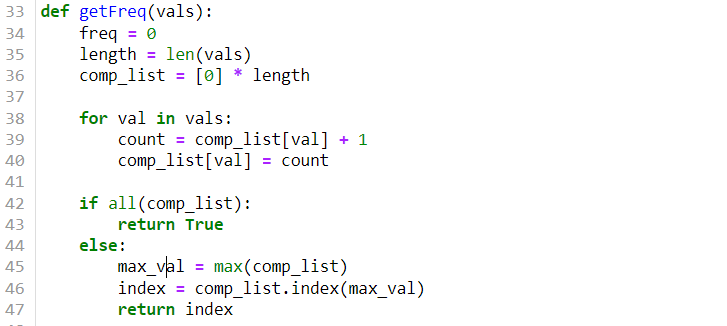 33 def getFreq(vals):
34     freq = 0
35     length = len(vals)
36     comp_list = [0] * length
37
38     for val in vals:
39         count = comp_list[val] + 1
40         comp_list[val] = count
41
42     if all(comp_list):
43         return True
44     else:
45         max_val = max(comp_list)
46         index = comp_list.index(max_val)
47         return index